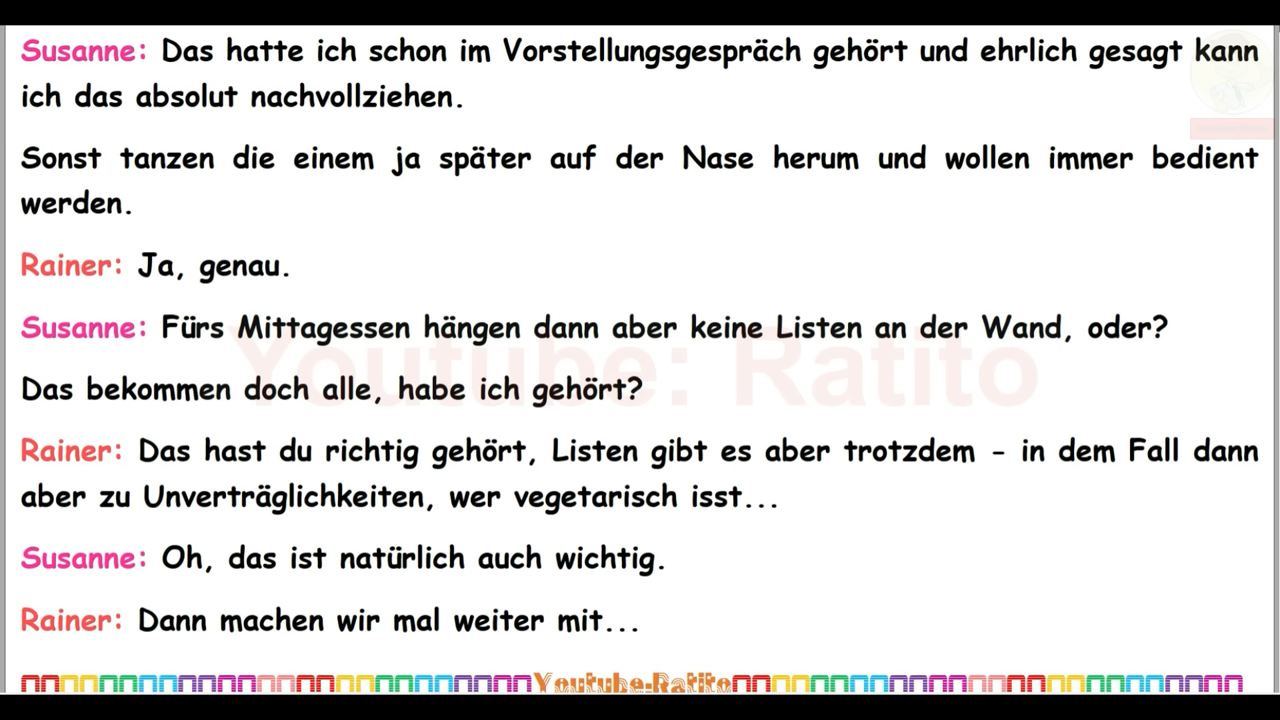 Susanne: Das hatte ich schon im Vorstellungsgespräch gehört und ehrlich gesagt kann
ich das absolut nachvollziehen.
Sonst tanzen die einem ja später auf der Nase herum und wollen immer bedient
werden.
Rainer: Ja, genau.
Susanne: Fürs Mittagessen hängen dann aber keine Listen an der Wand, oder?
Youtube: Ratito
Das bekommen doch alle, habe ich gehört?
Rainer: Das hast du richtig gehört, Listen gibt es aber trotzdem - in dem Fall dann
aber zu Unverträglichkeiten, wer vegetarisch isst...
Susanne: Oh, das ist natürlich auch wichtig.
Rainer: Dann machen wir mal weiter mit...
Youtube:Ratito